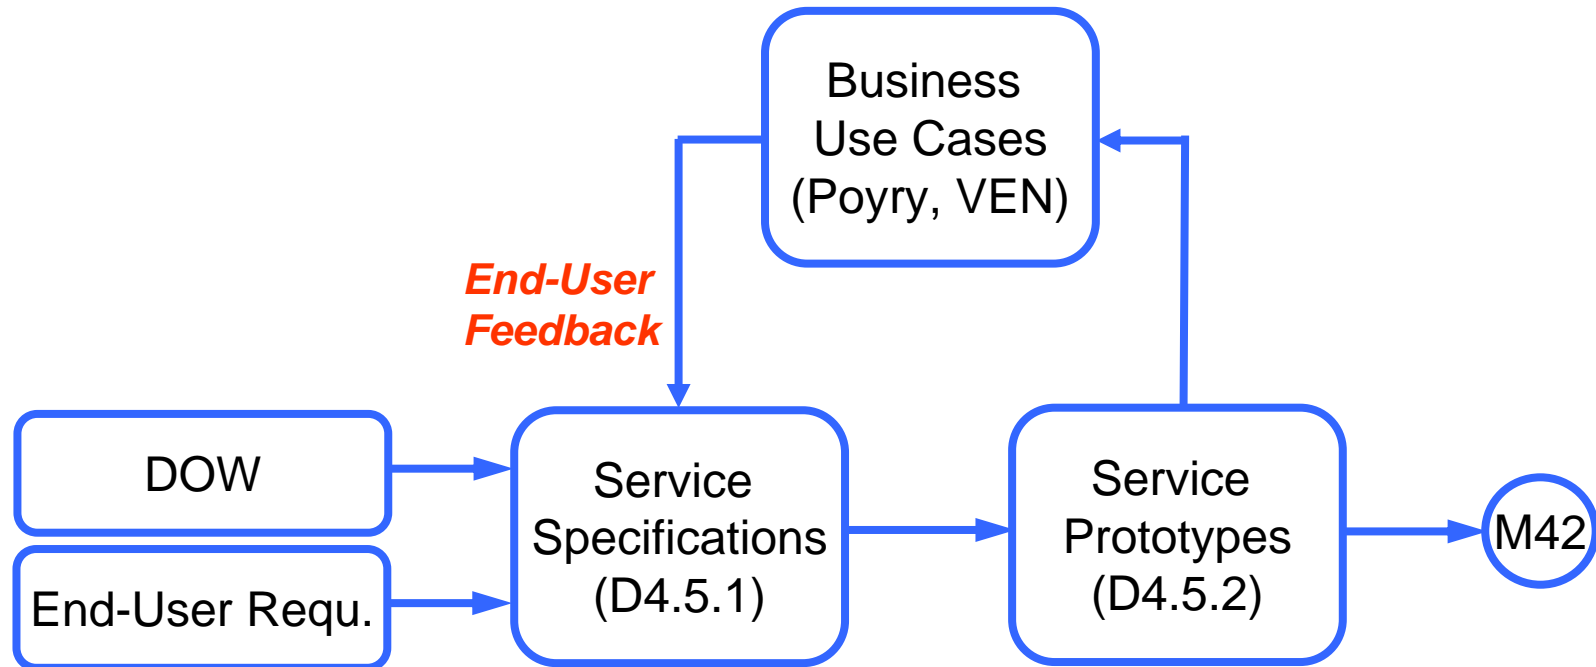 Business
Use Cases
(Poyry, VEN)
End-User
Feedback
DOW
End-User Requ.
Service
Specifications
(D4.5.1)
Service
Prototypes
(D4.5.2)
M42